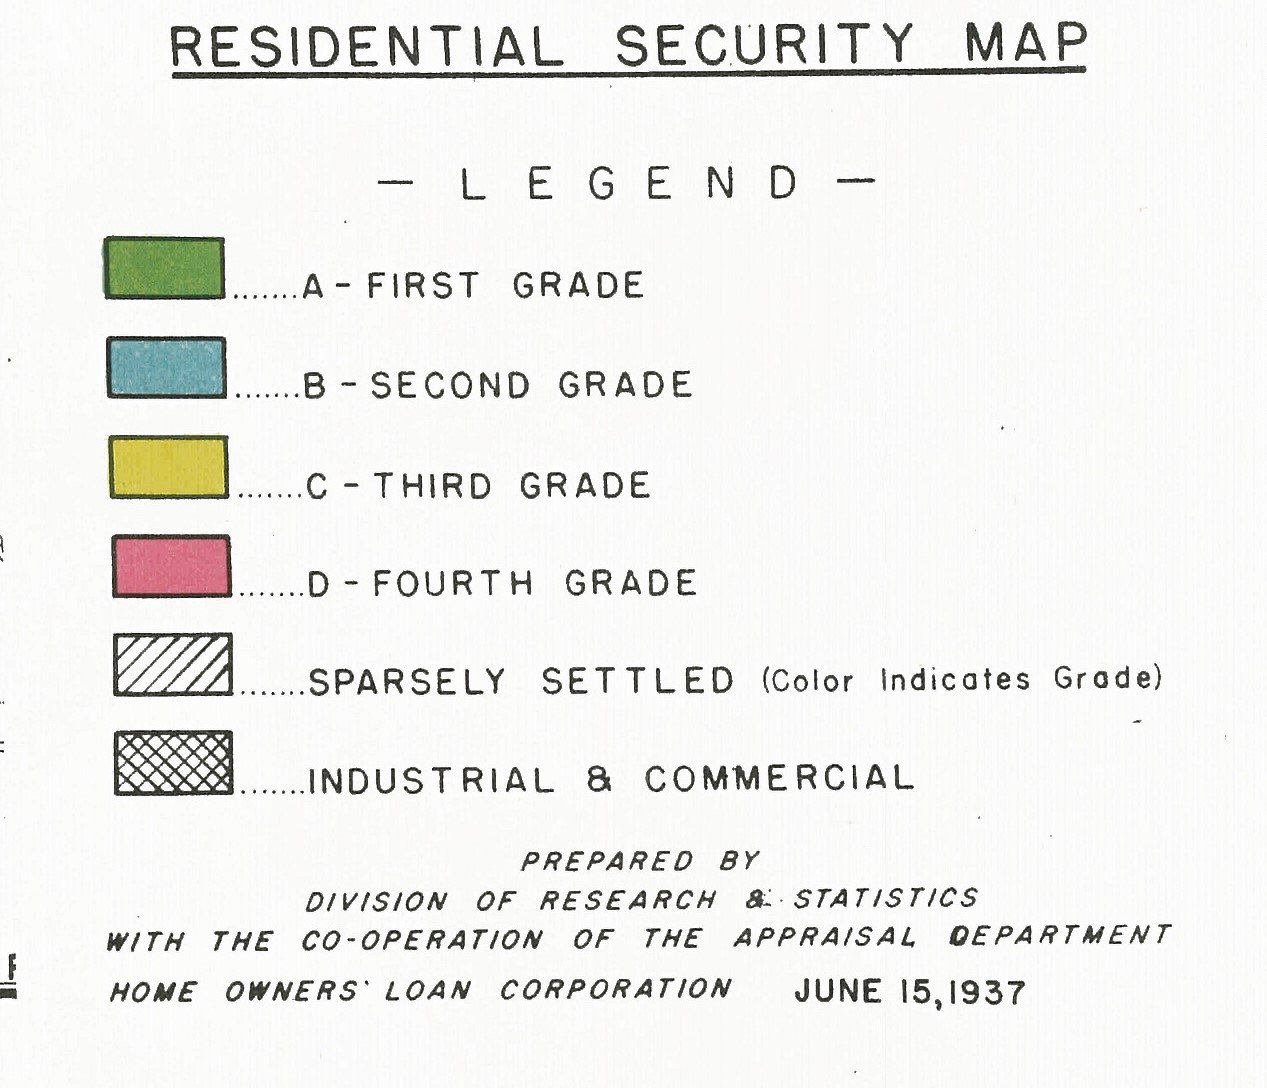 RESIDENTIAL SECURITY MAP
— LEGEND —
.......A - FIRST GRADE
.......B - SECOND GRADE
.......C - THIRD GRADE
.......D - FOURTH GRADE
.......SPARSELY SETTLED (Color Indicates Grade)
.......INDUSTRIAL & COMMERCIAL
PREPARED BY
DIVISION OF RESEARCH & STATISTICS
WITH THE CO-OPERATION OF THE APPRAISAL DEPARTMENT
HOME OWNERS' LOAN CORPORATION JUNE 15, 1937